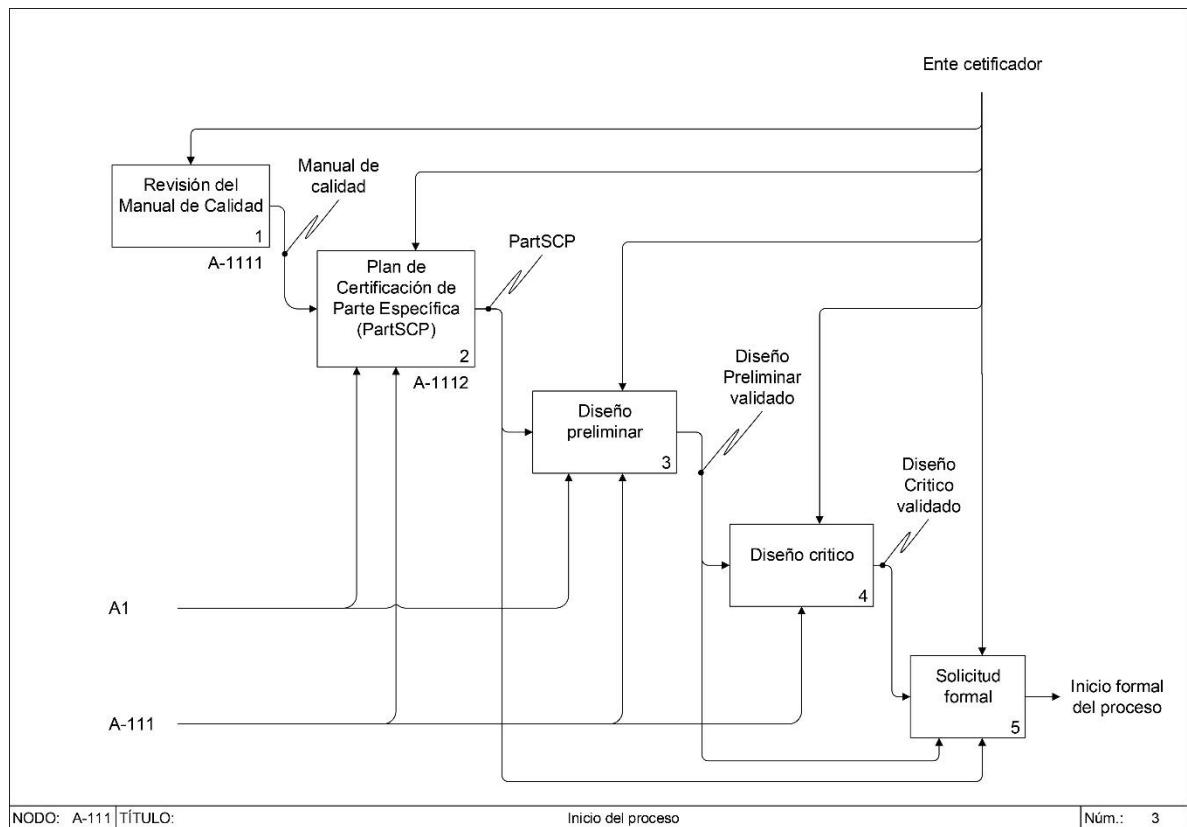 Ente cetificador
Revisión del
Manual de Calidad
1
A-1111
Manual de
calidad
Plan de
Certificación de
Parte Específica
(PartSCP)
2
A-1112
PartSCP
Diseño
preliminar
3
Diseño
Preliminar
validado
Diseño critico
4
Diseño
Critico
validado
A1
A-111
Solicitud
formal
5
Inicio formal
del proceso
NODO: A-111 TÍTULO: Inicio del proceso Núm.: 3